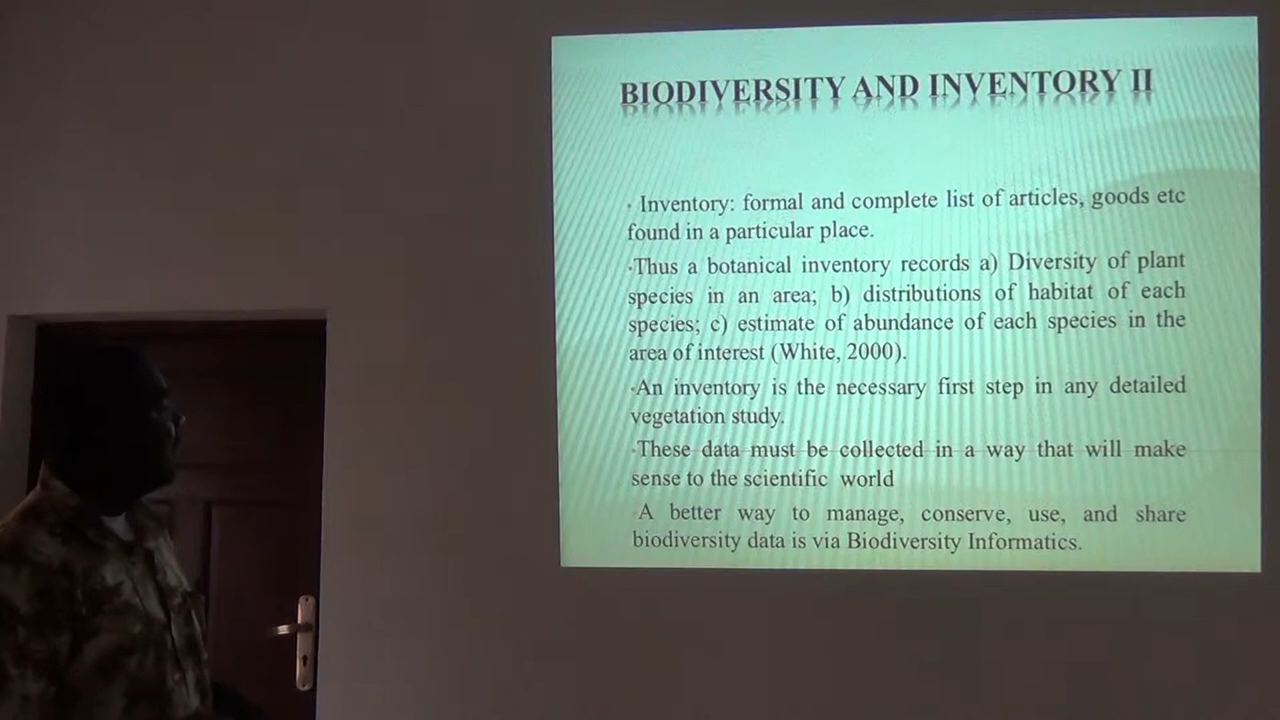 BIODIVERSITY AND INVENTORY II
• Inventory: formal and complete list of articles, goods etc
found in a particular place.
•Thus a botanical inventory records a) Diversity of plant
species in an area; b) distributions of habitat of each
species; c) estimate of abundance of each species in the
area of interest (White, 2000).
•An inventory is the necessary first step in any detailed
vegetation study.
•These data must be collected in a way that will make
sense to the scientific world
•A better way to manage, conserve, use, and share
biodiversity data is via Biodiversity Informatics.